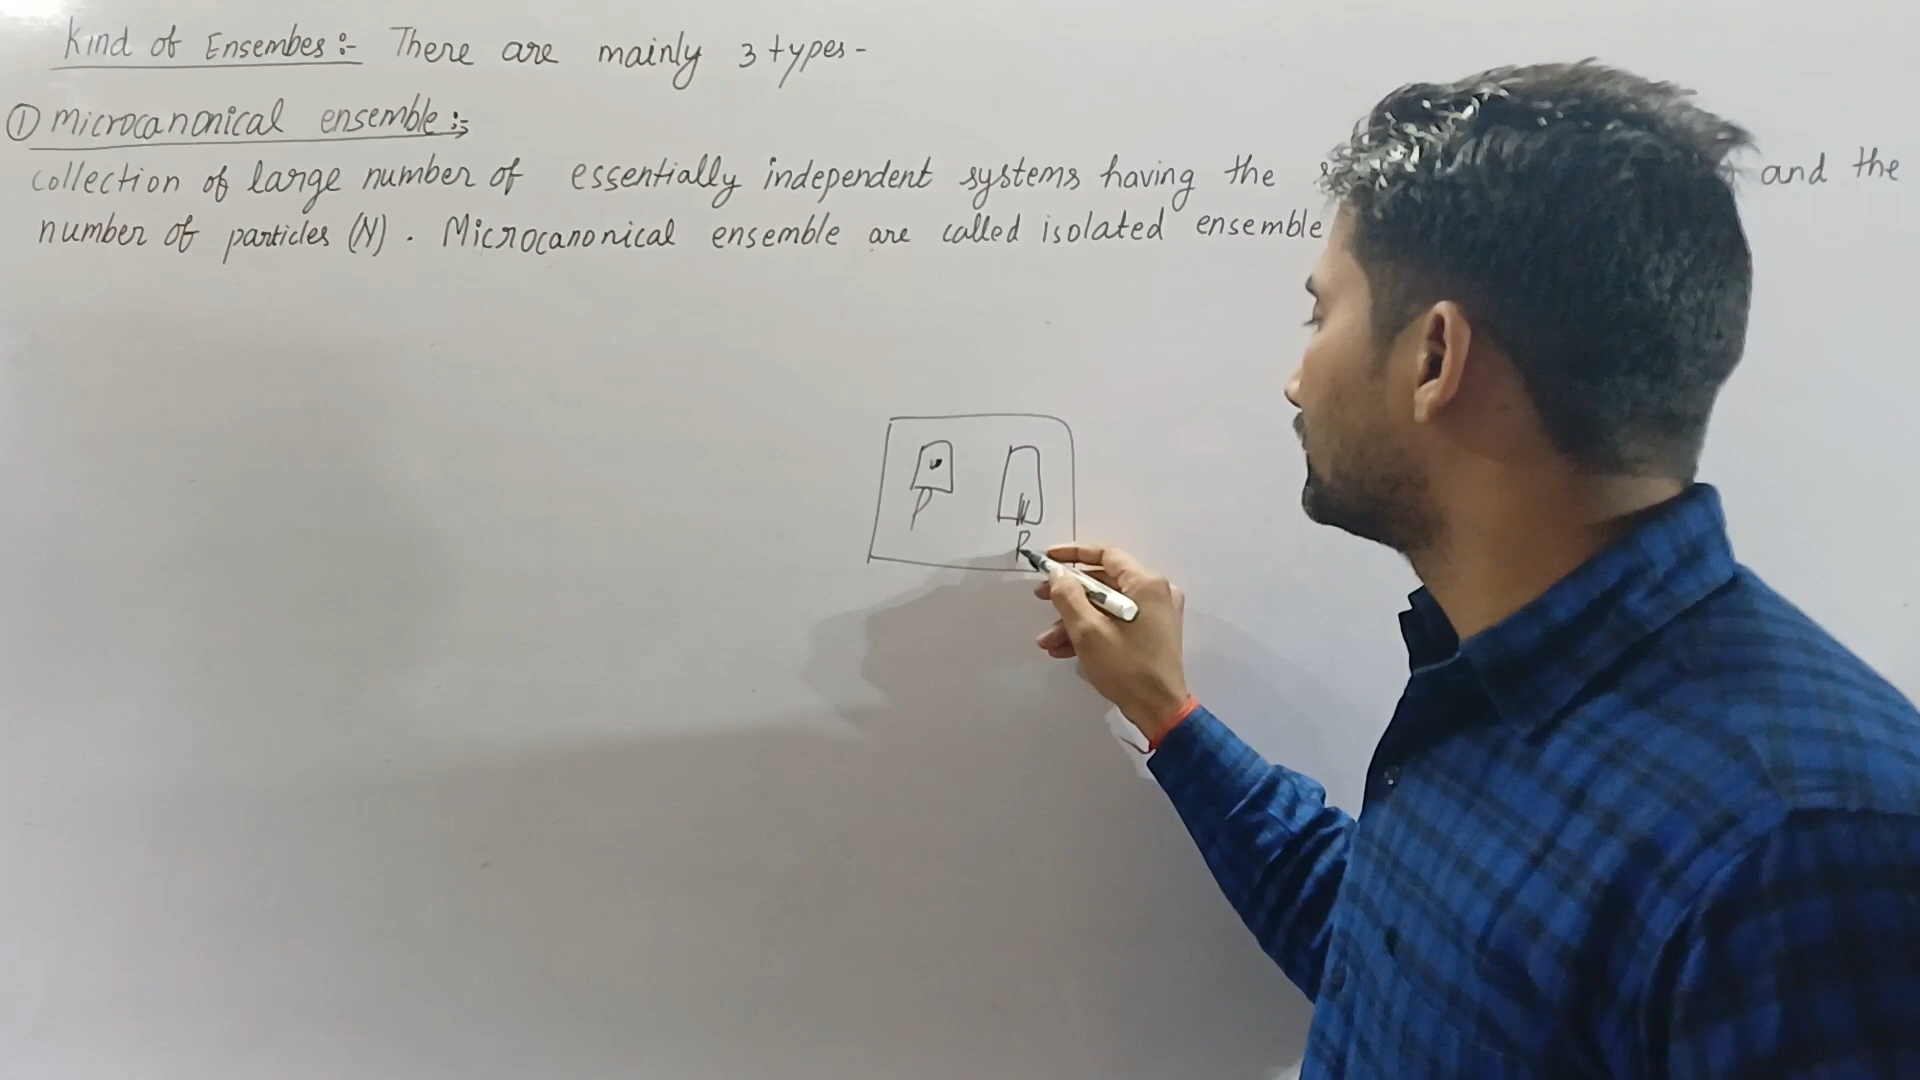 Kind of Ensembes :- There are mainly 3 types -
① Microcanonical ensemble :-
collection of large number of essentially independent systems having the and the
number of particles (N) . Microcanonical ensemble are called isolated ensemble
P
P